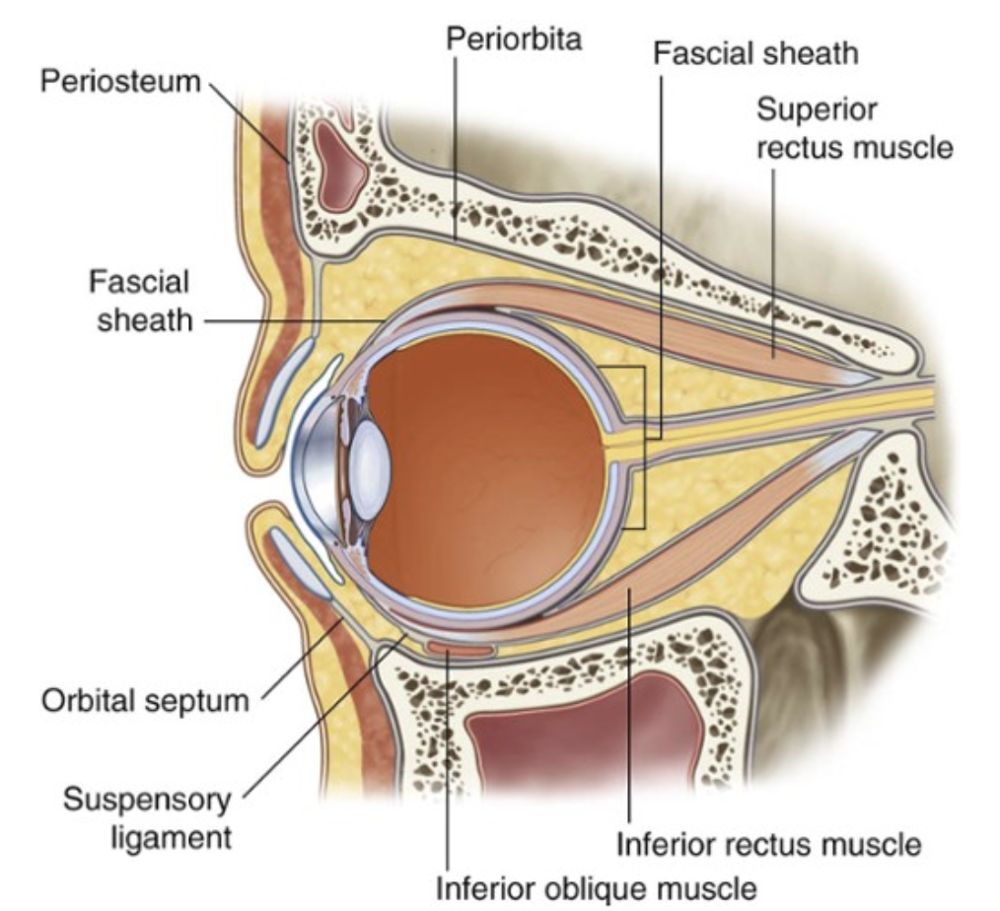 Periorbita
Fascial sheath
Periosteum
Superior
rectus muscle
Fascial
sheath
Orbital septum
Suspensory
ligament
Inferior rectus muscle
Inferior oblique muscle